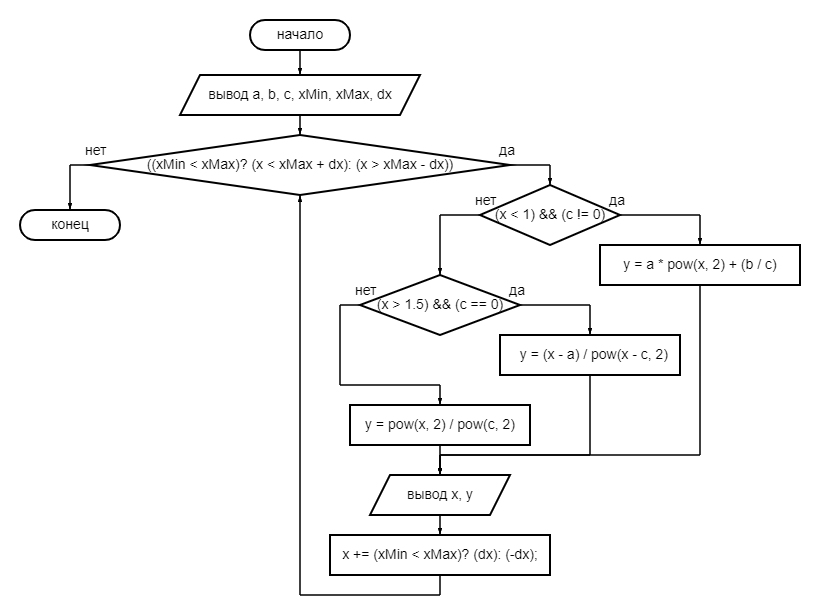 начало
вывод a, b, c, xMin, xMax, dx
нет
да
((xMin < xMax)? (x < xMax + dx): (x > xMax - dx))
конец
нет
да
(x < 1) && (c != 0)
y = a * pow(x, 2) + (b / c)
нет
да
(x > 1.5) && (c == 0)
y = (x - a) / pow(x - c, 2)
y = pow(x, 2) / pow(c, 2)
вывод x, y
x += (xMin < xMax)? (dx): (-dx);